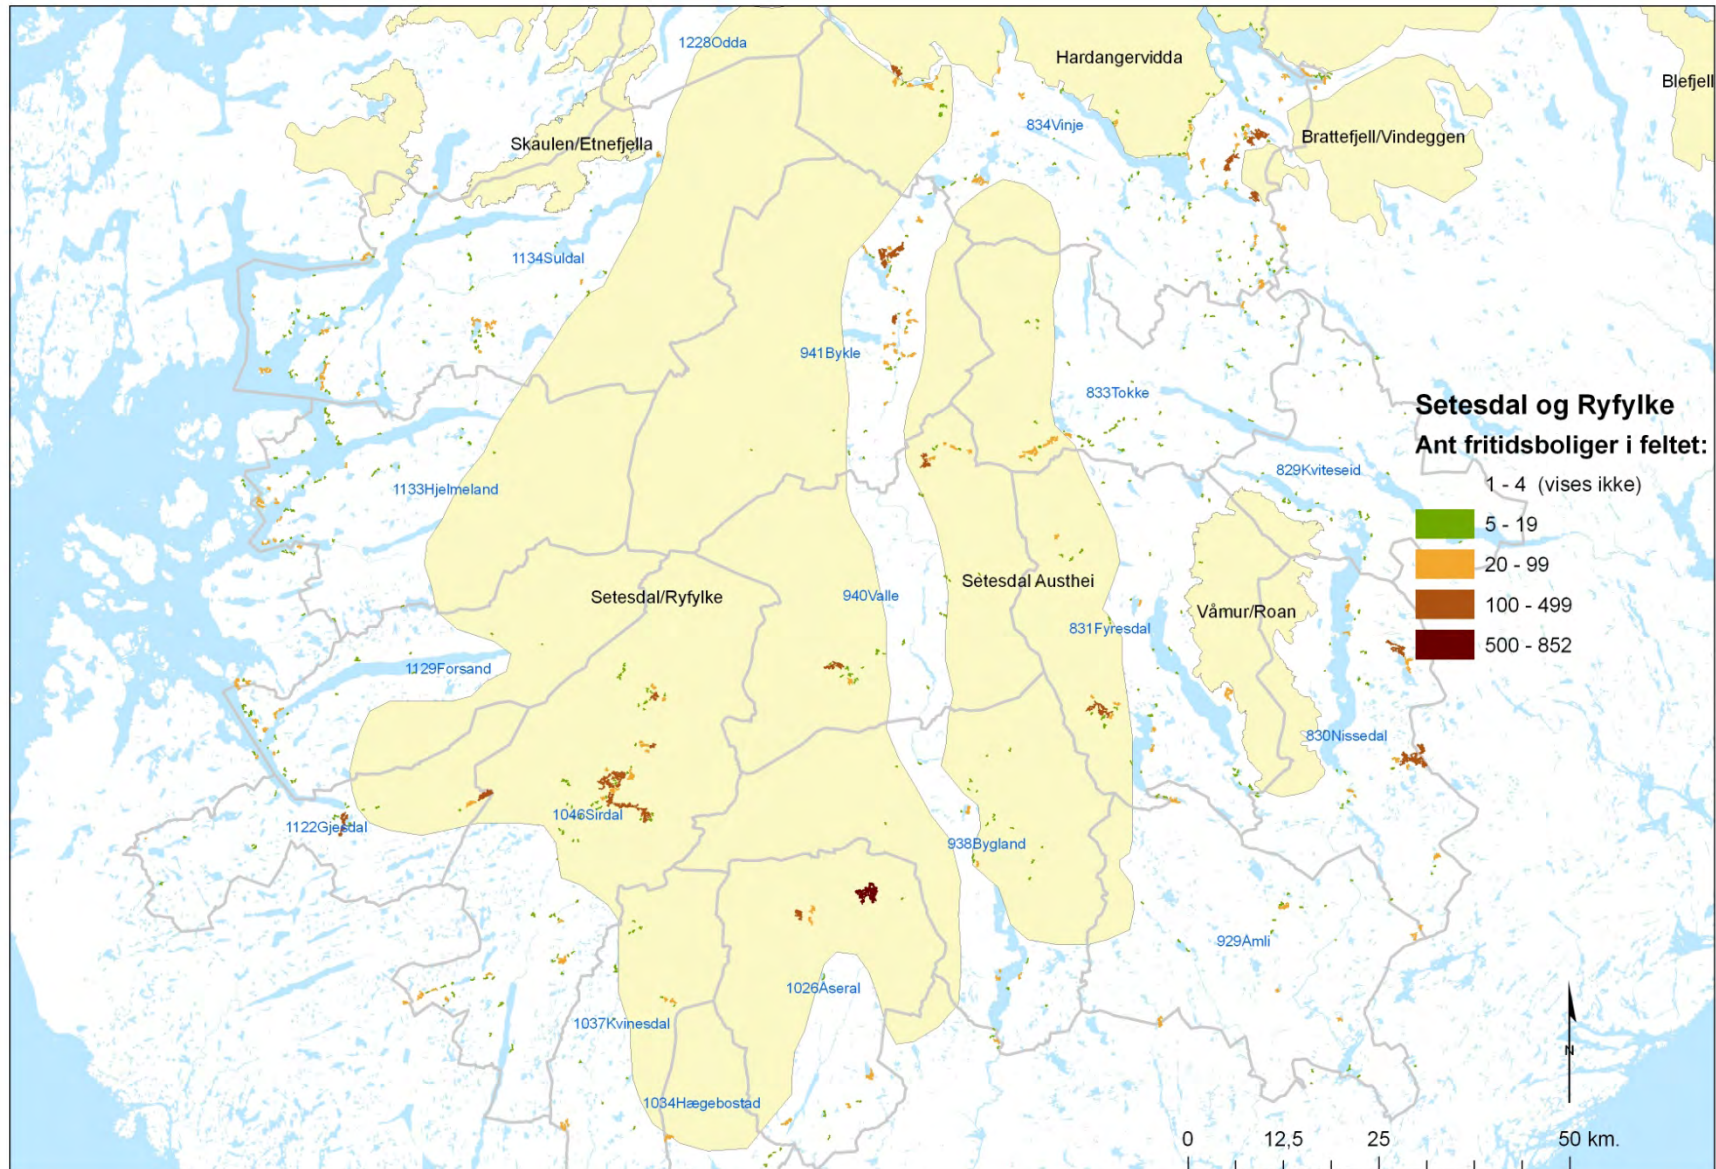 1228Odda
Hardangervidda
Blefjell
834Vinje
Skaulen/Etnefjella
Brattefjell/Vindeggen
1134Suldal
941Bykle
833Tokke
Setesdal og Ryfylke
Ant fritidsboliger i feltet:
829Kviteseid
1 - 4 (vises ikke)
1133Hjelmeland
5 - 19
20 - 99
Setesdal Austhei
Setesdal/Ryfylke
940Valle
100 - 499
Våmur/Roan
831Fyresdal
500 - 852
1129Forsand
830Nissedal
1046Sirdal
1122Gjesdal
938Bygland
929Åmli
1026Åseral
1037Kvinesdal
N
1034Hægebostad
0 12,5 25 50 km.